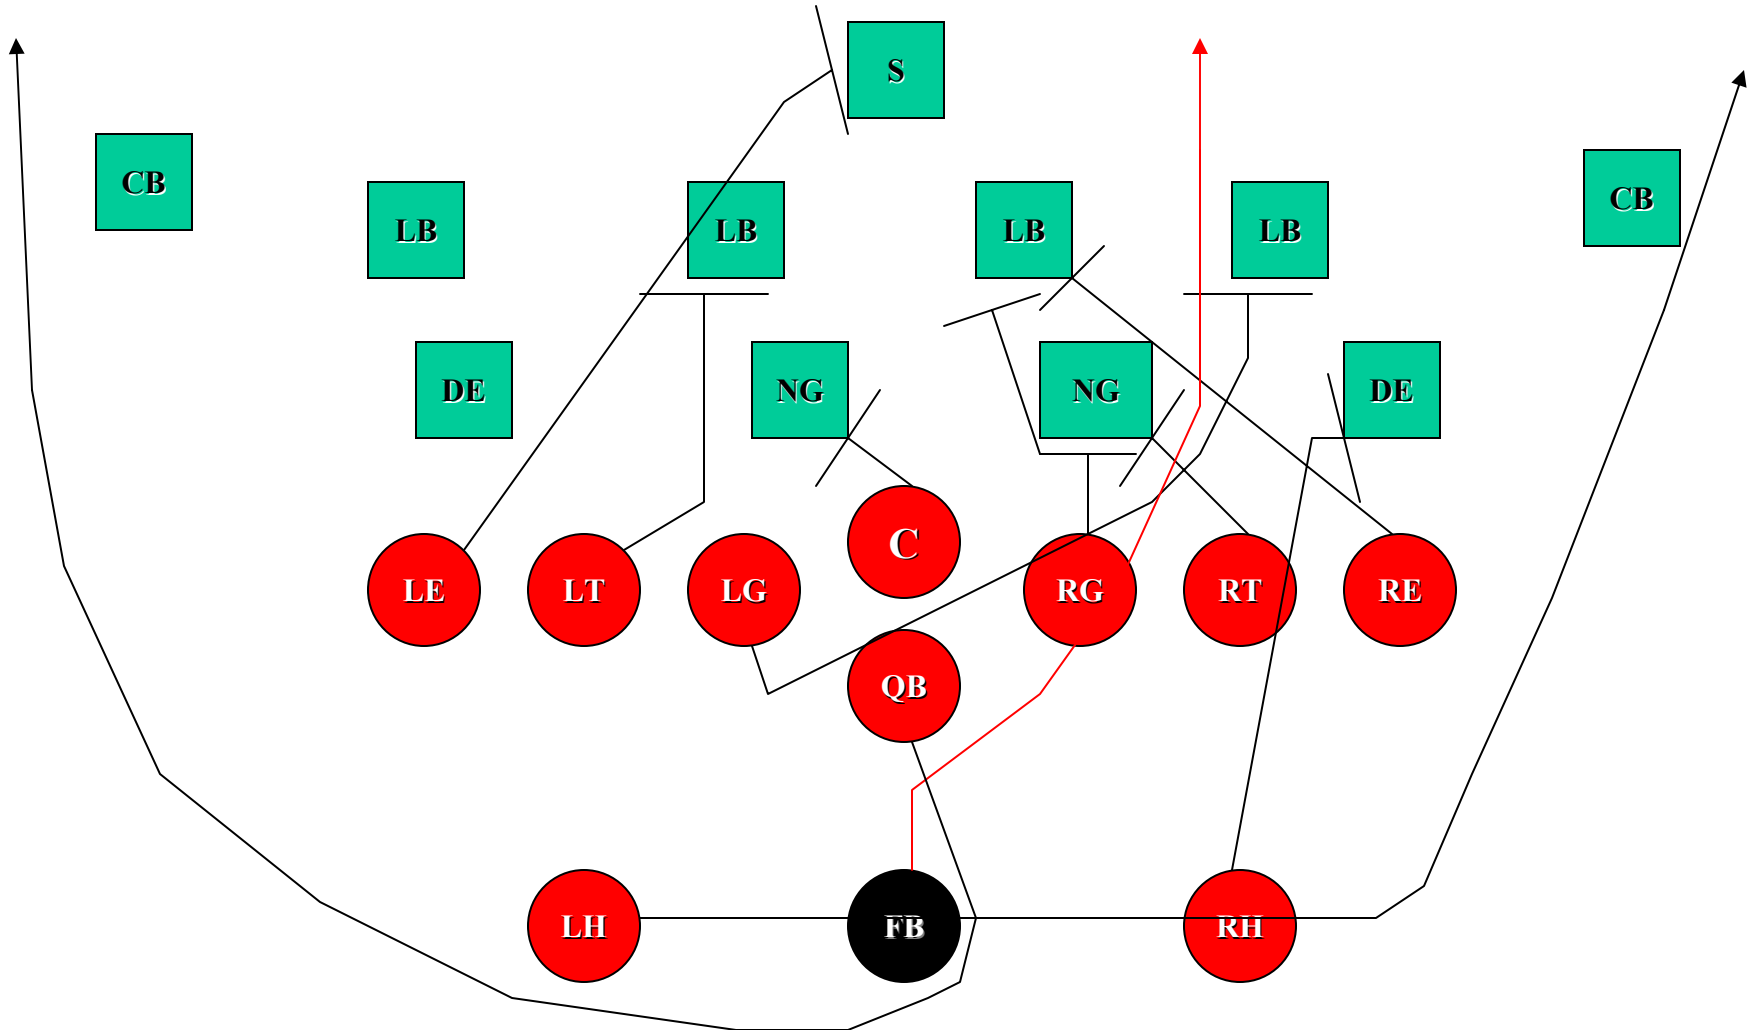 S
CB
CB
LB
LB
LB
LB
DE
NG
NG
DE
C
LE
LT
LG
RG
RT
RE
QB
LH
FB
RH